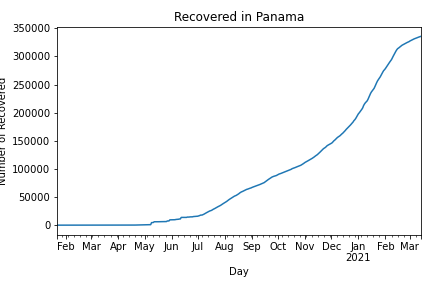 Recovered in Panama
350000
300000
250000
200000
150000
100000
50000
0
Number of Recovered
Feb Mar Apr May Jun Jul Aug Sep Oct Nov Dec Jan Feb Mar
2021
Day